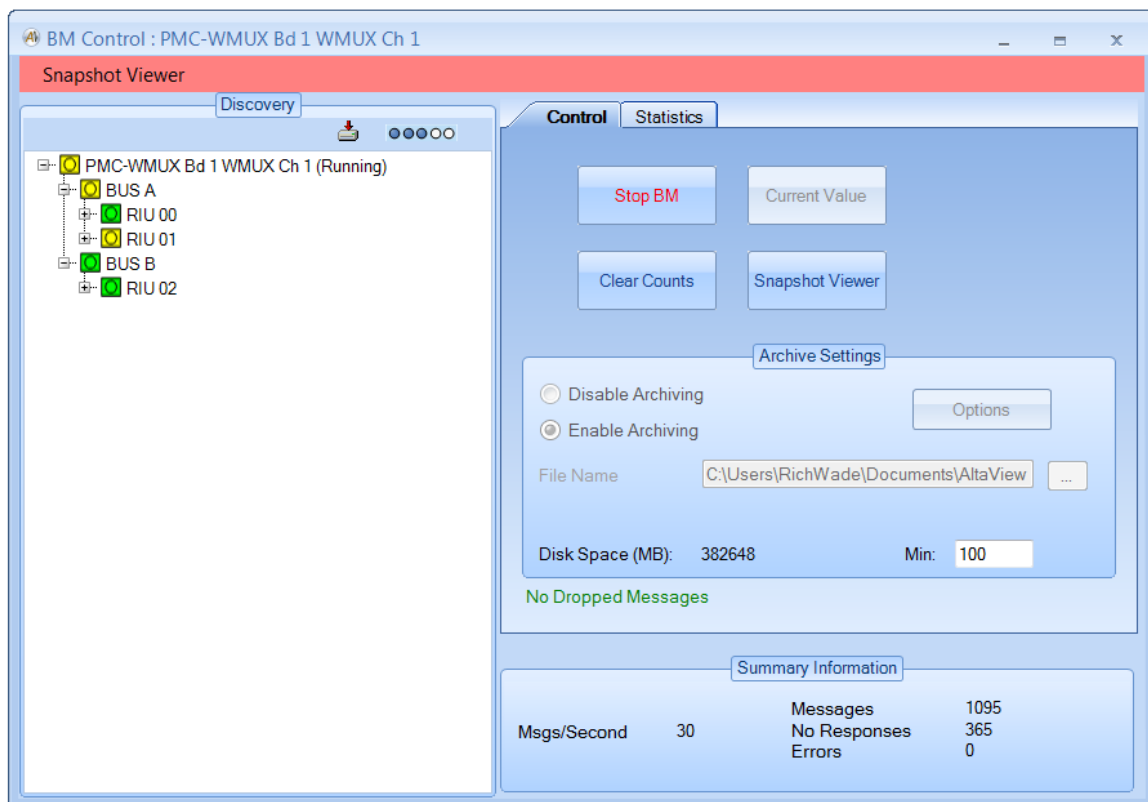 BM Control : PMC-WMUX Bd 1 WMUX Ch 1
Snapshot Viewer
Discovery
PMC-WMUX Bd 1 WMUX Ch 1 (Running)
BUS A
RIU 00
RIU 01
BUS B
RIU 02
Control
Statistics
Stop BM
Current Value
Clear Counts
Snapshot Viewer
Archive Settings
Disable Archiving
Options
Enable Archiving
File Name C:\Users\RichWade\Documents\AltaView ...
Disk Space (MB): 382648 Min: 100
No Dropped Messages
Summary Information
Msgs/Second 30
Messages 1095
No Responses 365
Errors 0